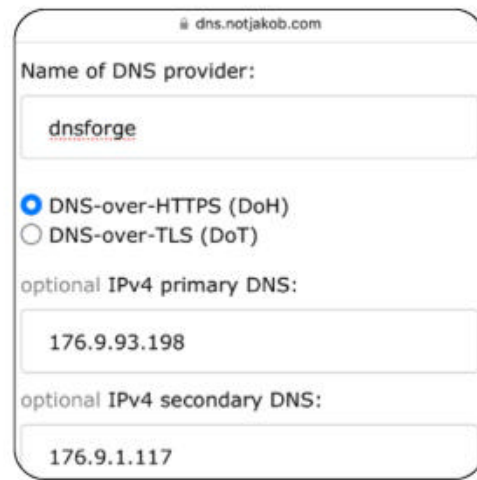 dns.notjakob.com
Name of DNS provider:
dnsforge
DNS-over-HTTPS (DoH)
DNS-over-TLS (DoT)
optional IPv4 primary DNS:
176.9.93.198
optional IPv4 secondary DNS:
176.9.1.117